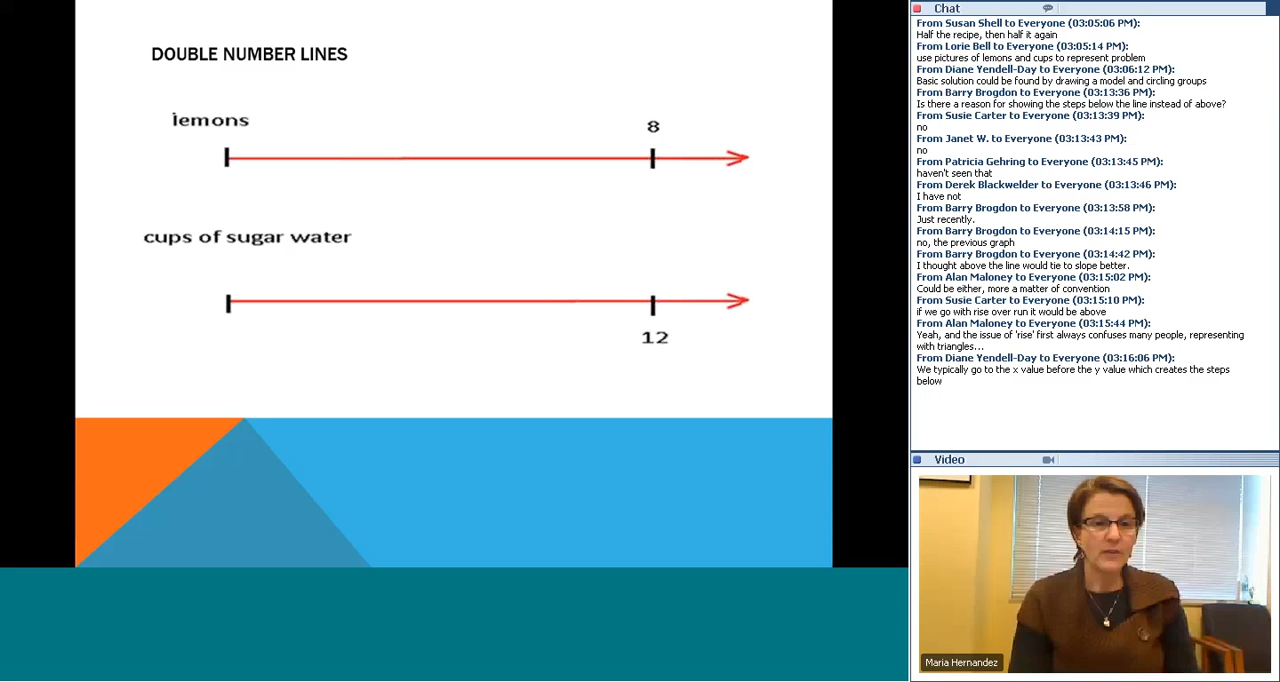 DOUBLE NUMBER LINES
lemons
8
cups of sugar water
12
Chat
From Susan Shell to Everyone (03:05:06 PM):
Half the recipe, then half it again
From Lorie Bell to Everyone (03:05:14 PM):
use pictures of lemons and cups to represent problem
From Diane Yendell-Day to Everyone (03:06:12 PM):
Basic solution could be found by drawing a model and circling groups
From Barry Brogdon to Everyone (03:13:36 PM):
Is there a reason for showing the steps below the line instead of above?
From Susie Carter to Everyone (03:13:39 PM):
no
From Janet W. to Everyone (03:13:43 PM):
no
From Patricia Gehring to Everyone (03:13:45 PM):
haven't seen that
From Derek Blackwelder to Everyone (03:13:46 PM):
I have not
From Barry Brogdon to Everyone (03:13:58 PM):
Just recently.
From Barry Brogdon to Everyone (03:14:15 PM):
no, the previous graph
From Barry Brogdon to Everyone (03:14:42 PM):
I thought above the line would tie to slope better.
From Alan Maloney to Everyone (03:15:02 PM):
Could be either, more a matter of convention
From Susie Carter to Everyone (03:15:10 PM):
if we go with rise over run it would be above
From Alan Maloney to Everyone (03:15:44 PM):
Yeah, and the issue of 'rise' first always confuses many people, representing
with triangles...
From Diane Yendell-Day to Everyone (03:16:06 PM):
We typically go to the x value before the y value which creates the steps
below
Video
Maria Hernandez